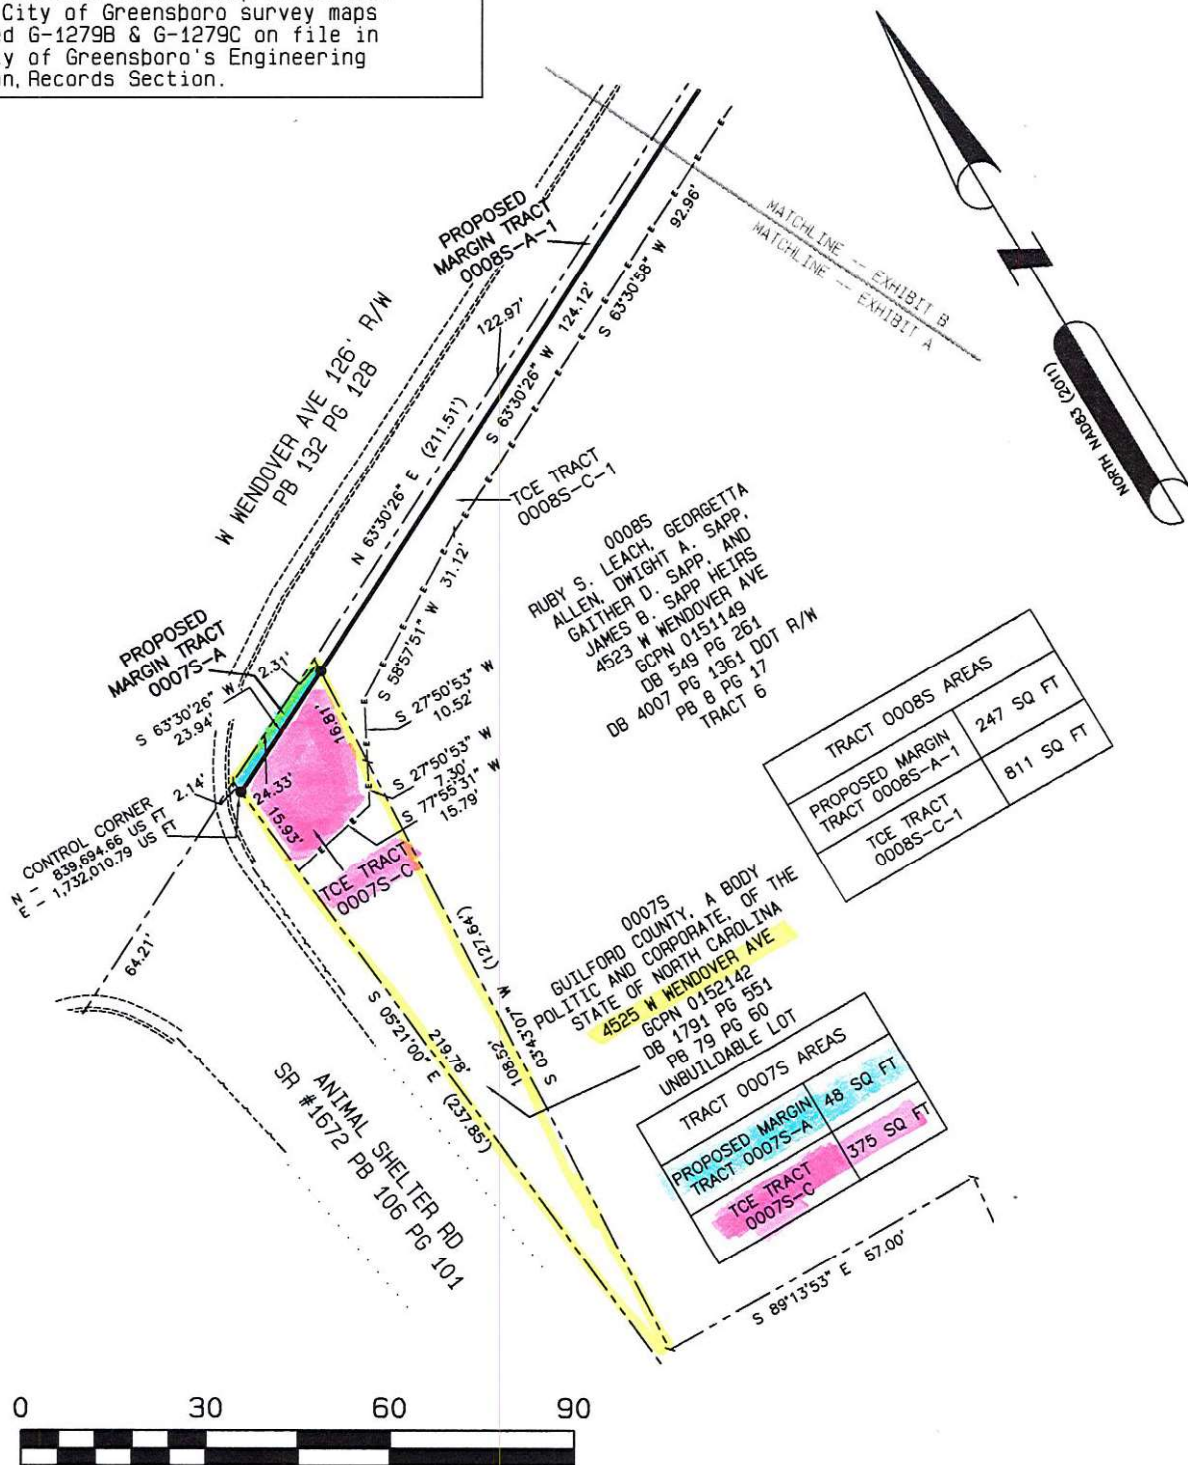 City of Greensboro survey maps
d G-1279B & G-1279C on file in
y of Greensboro's Engineering
n, Records Section.
PROPOSED
MARGIN TRACT
0008S-A-1
MATCHLINE -- EXHIBIT B
MATCHLINE -- EXHIBIT A
NORTH NAD83 (2011)
W WENDOVER AVE 126' R/W
PB 132 PG 128
122.97'
N 63°30'26" E (211.51')
S 63°30'26" W 124.12'
S 63°30'58" W 92.96'
TCE TRACT
0008S-C-1
S 58°57'51" W 31.12'
0008S
RUBY S. LEACH, GEORGETTA
ALLEN, DWIGHT A. SAPP,
GAITHER D. SAPP, AND
JAMES B. SAPP HEIRS
4523 W WENDOVER AVE
GCPN 0151149
DB 549 PG 261
DB 4007 PG 1361 DOT R/W
PB 8 PG 17
TRACT 6
PROPOSED
MARGIN TRACT
0007S-A
2.31'
S 63°30'26" W
23.94'
16.81'
S 27°50'53" W
10.52'
S 27°50'53" W
7.30'
S 77°55'31" W
15.79'
24.33'
15.93'
2.14'
CONTROL CORNER
N - 839,694.66 US FT
E - 1,732,010.79 US FT
64.21'
TCE TRACT
0007S-C
TRACT 0008S AREAS
PROPOSED MARGIN
TRACT 0008S-A-1
247 SQ FT
TCE TRACT
0008S-C-1
811 SQ FT
0007S
GUILFORD COUNTY, A BODY
POLITIC AND CORPORATE, OF THE
STATE OF NORTH CAROLINA
4525 W WENDOVER AVE
GCPN 0152142
DB 1791 PG 551
PB 79 PG 60
UNBUILDABLE LOT
(127.64')
S 03°43'07" W
108.52'
219.78'
S 05°21'00" E (237.85')
ANIMAL SHELTER RD
SR #1672 PB 106 PG 101
TRACT 0007S AREAS
PROPOSED MARGIN
TRACT 0007S-A
48 SQ FT
TCE TRACT
0007S-C
375 SQ FT
S 89°13'53" E 57.00'
0 30 60 90